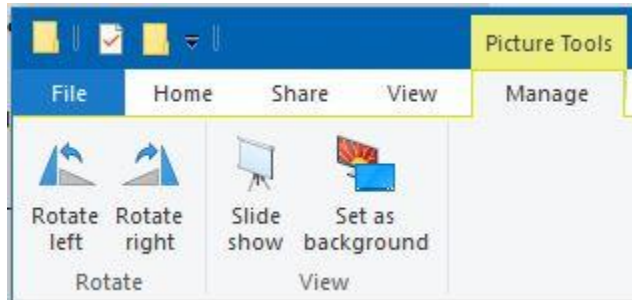 Picture Tools
File Home Share View Manage
Rotate left
Rotate right
Slide show
Set as background
Rotate View